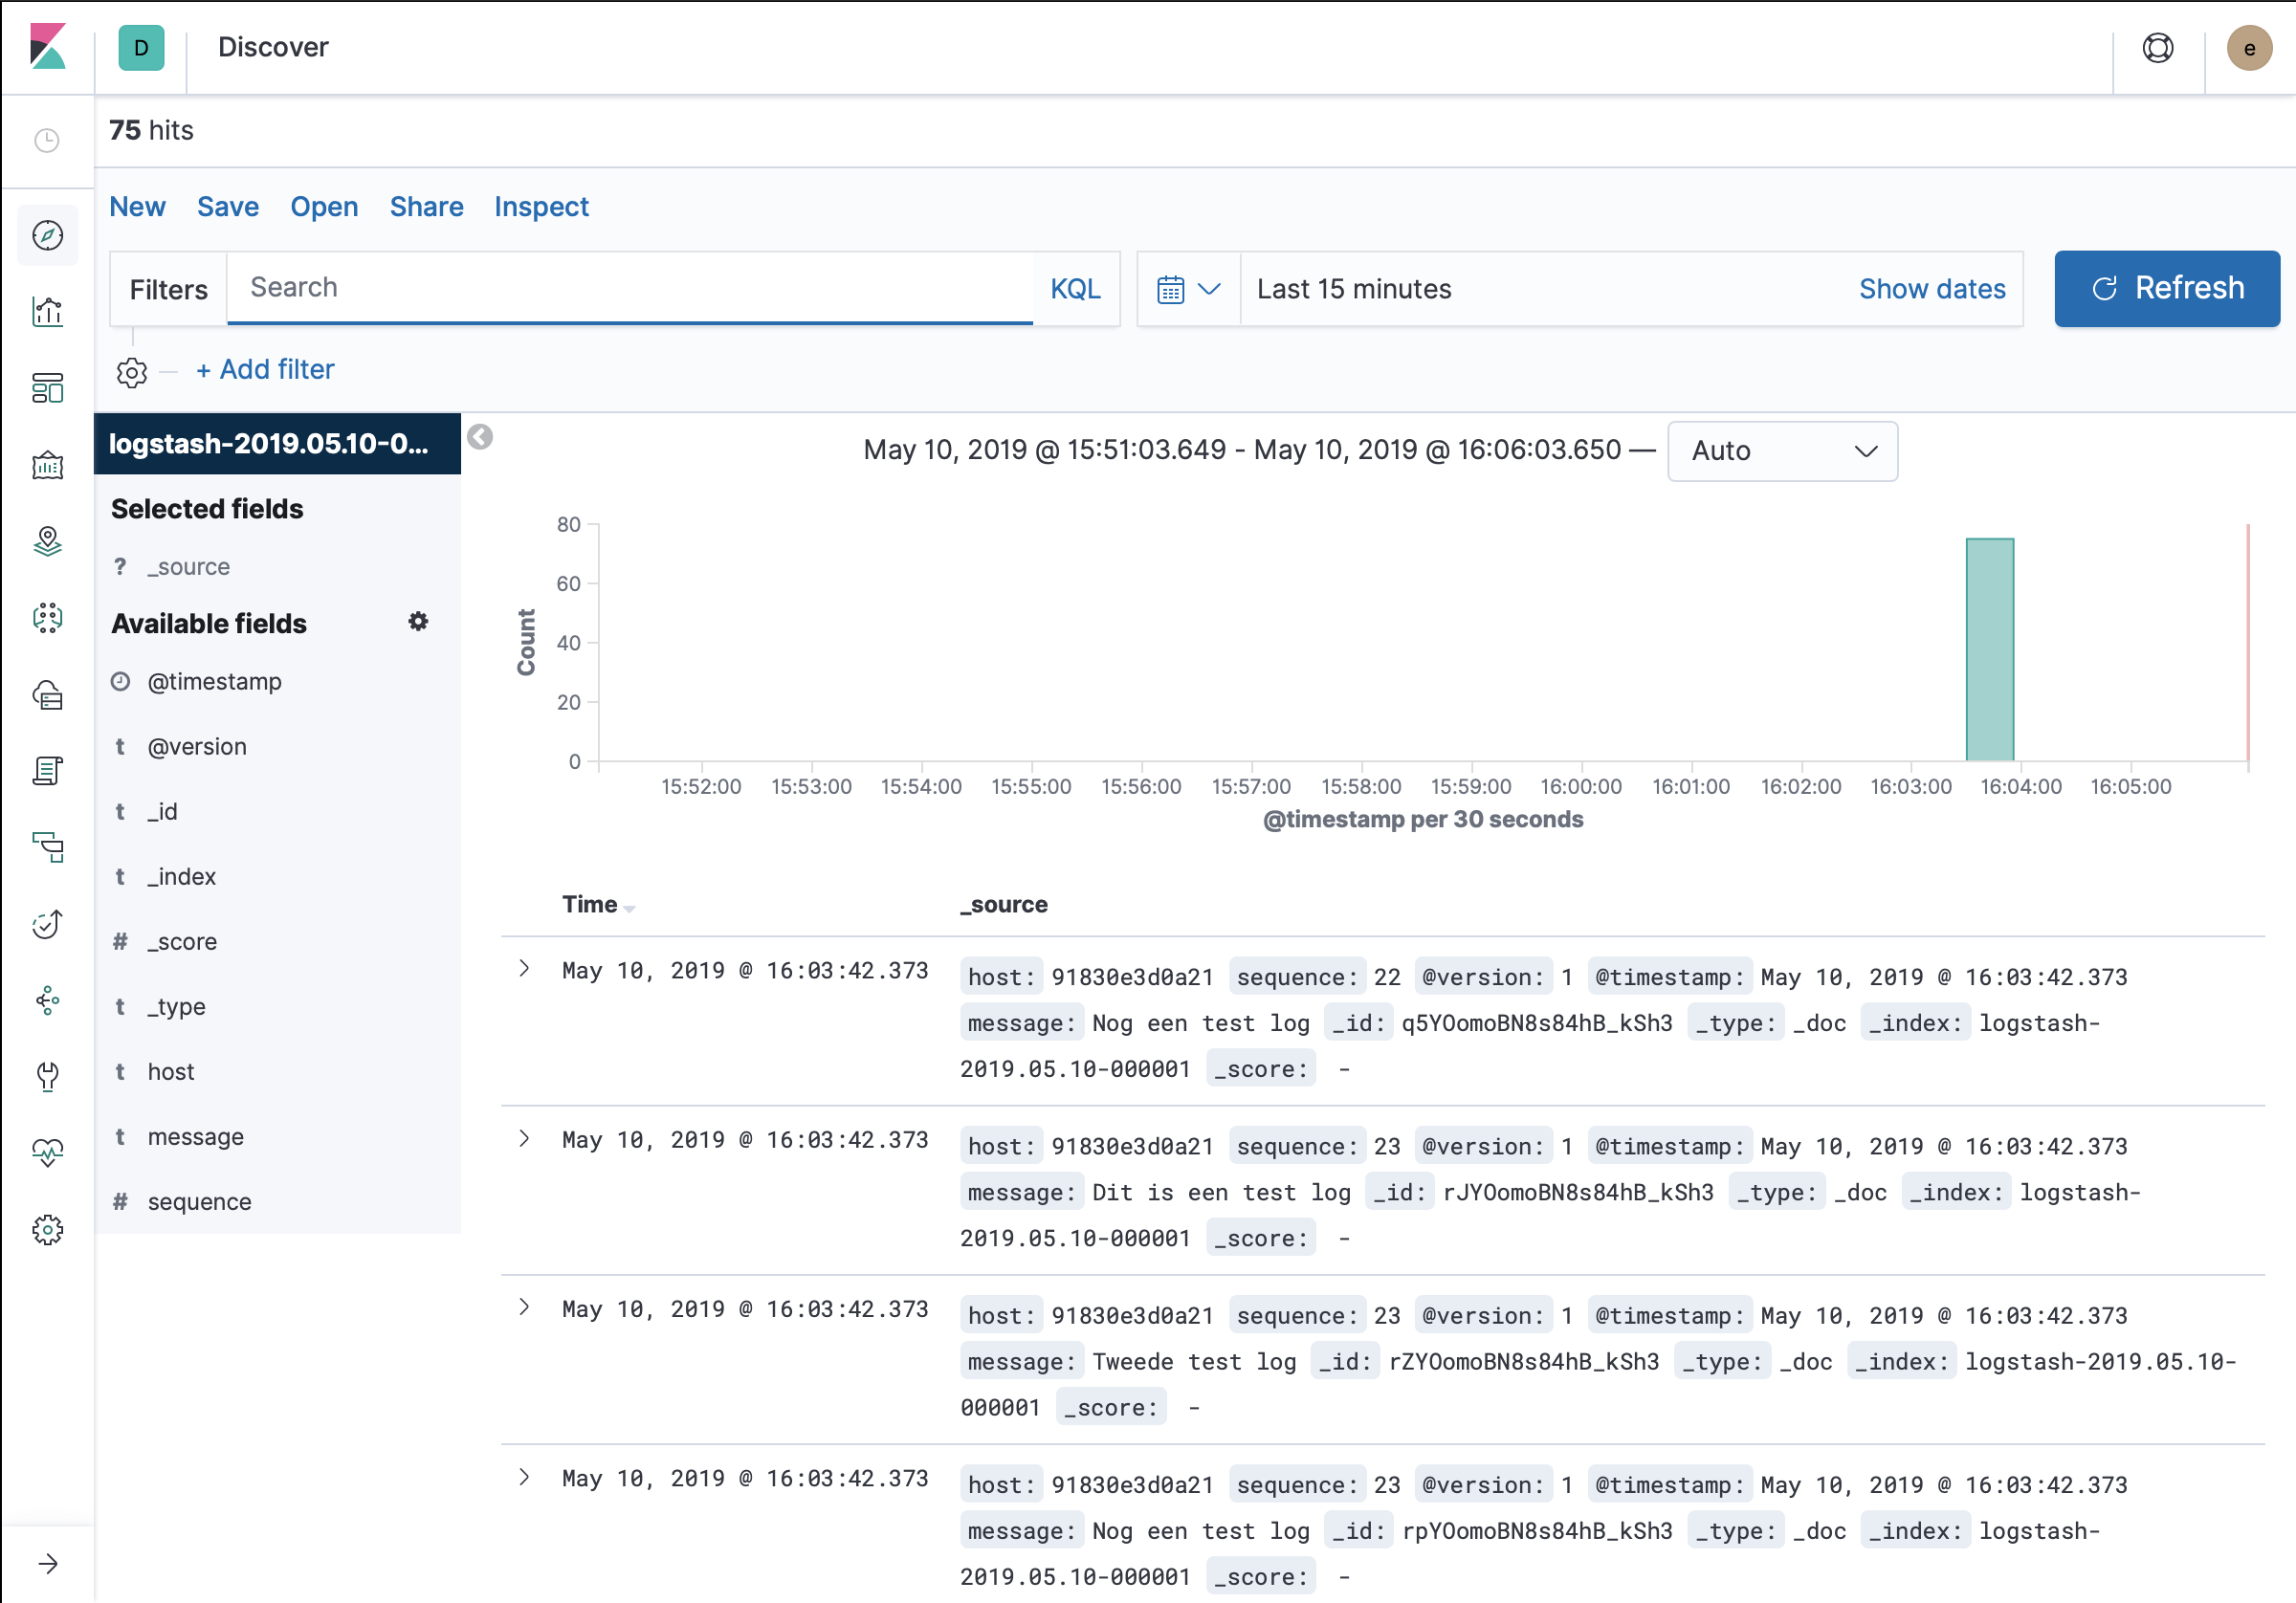 D Discover e
75 hits
New Save Open Share Inspect
Filters Search KQL Last 15 minutes Show dates Refresh
+ Add filter
logstash-2019.05.10-0...
Selected fields
? _source
Available fields
@timestamp
t @version
t _id
t _index
# _score
t _type
t host
t message
# sequence
May 10, 2019 @ 15:51:03.649 - May 10, 2019 @ 16:06:03.650 — Auto
80
60
40
20
0
Count
15:52:00 15:53:00 15:54:00 15:55:00 15:56:00 15:57:00 15:58:00 15:59:00 16:00:00 16:01:00 16:02:00 16:03:00 16:04:00 16:05:00
@timestamp per 30 seconds
Time _source
May 10, 2019 @ 16:03:42.373 host: 91830e3d0a21 sequence: 22 @version: 1 @timestamp: May 10, 2019 @ 16:03:42.373
message: Nog een test log _id: q5YOomoBN8s84hB_kSh3 _type: _doc _index: logstash-
2019.05.10-000001 _score: -
May 10, 2019 @ 16:03:42.373 host: 91830e3d0a21 sequence: 23 @version: 1 @timestamp: May 10, 2019 @ 16:03:42.373
message: Dit is een test log _id: rJYOomoBN8s84hB_kSh3 _type: _doc _index: logstash-
2019.05.10-000001 _score: -
May 10, 2019 @ 16:03:42.373 host: 91830e3d0a21 sequence: 23 @version: 1 @timestamp: May 10, 2019 @ 16:03:42.373
message: Tweede test log _id: rZYOomoBN8s84hB_kSh3 _type: _doc _index: logstash-2019.05.10-
000001 _score: -
May 10, 2019 @ 16:03:42.373 host: 91830e3d0a21 sequence: 23 @version: 1 @timestamp: May 10, 2019 @ 16:03:42.373
message: Nog een test log _id: rpYOomoBN8s84hB_kSh3 _type: _doc _index: logstash-
2019.05.10-000001 _score: -